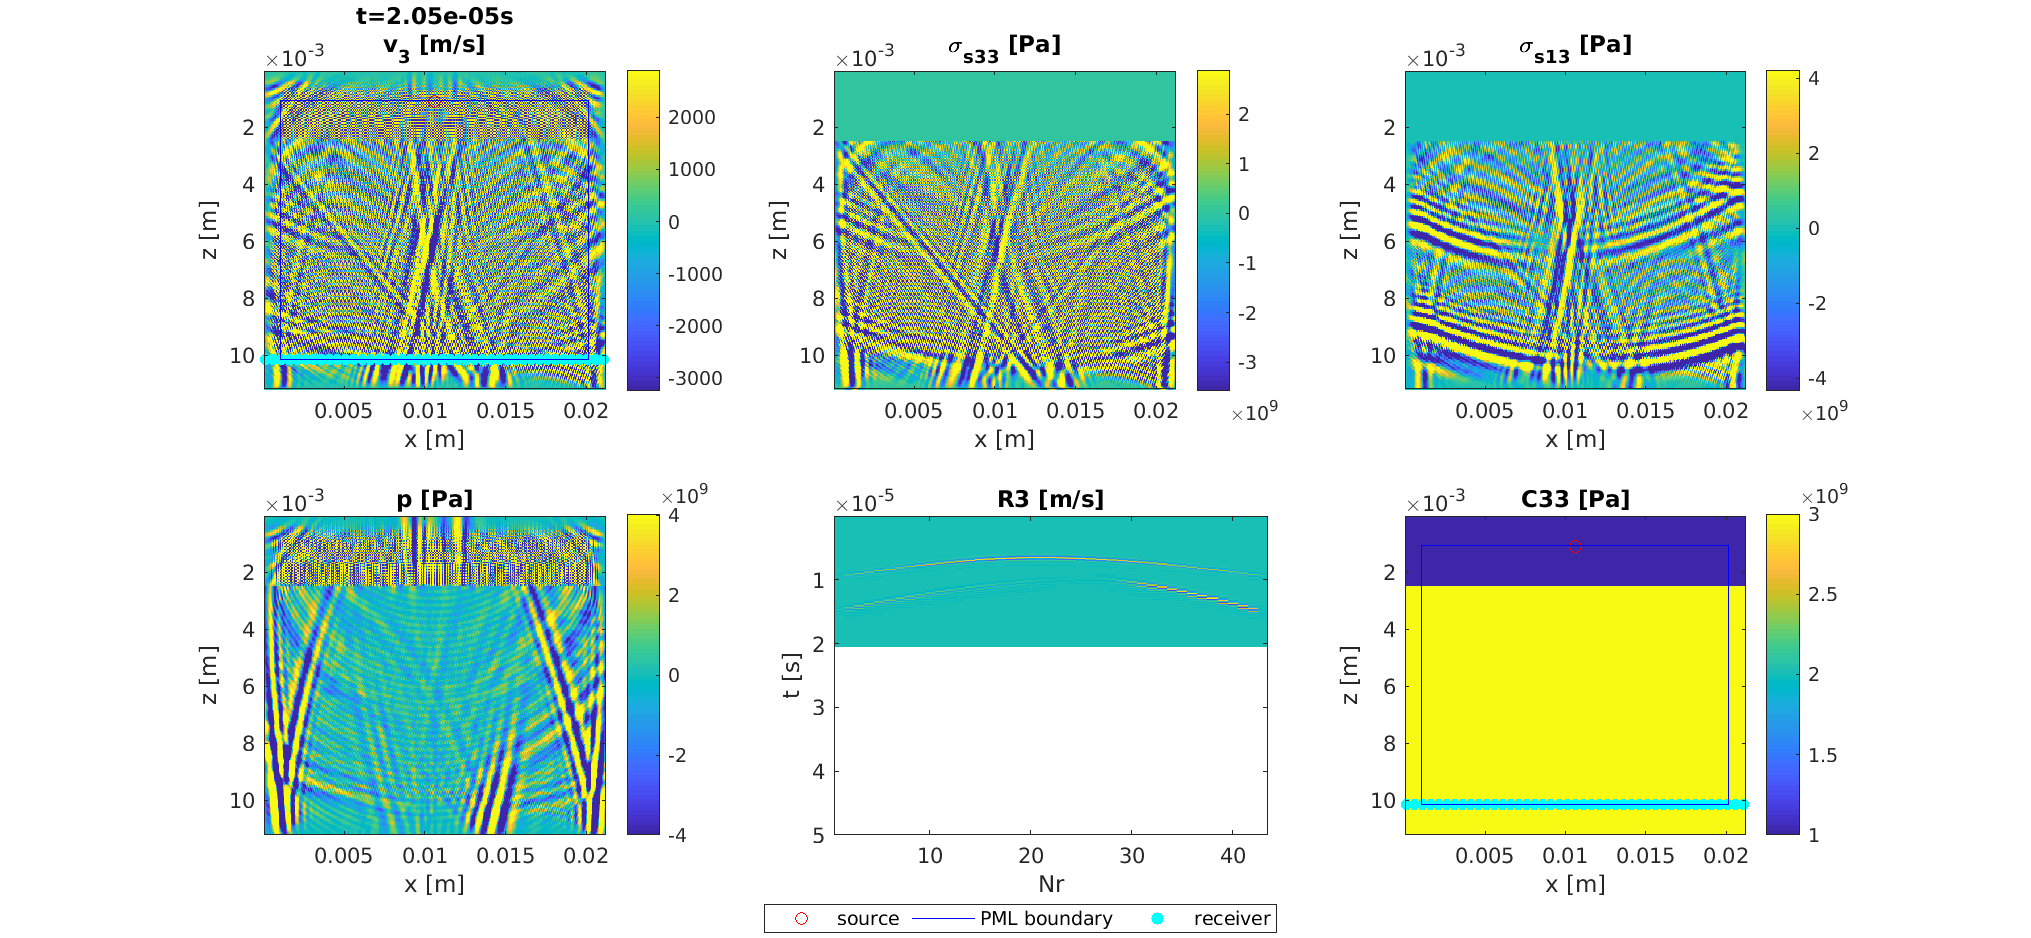 t=2.05e-05s
v3 [m/s]
×10-3
2
4
6
8
10
z [m]
0.005 0.01 0.015 0.02
x [m]
2000
1000
0
-1000
-2000
-3000
σs33 [Pa]
×10-3
2
4
6
8
10
z [m]
0.005 0.01 0.015 0.02
x [m]
2
1
0
-1
-2
-3
×109
σs13 [Pa]
×10-3
2
4
6
8
10
z [m]
0.005 0.01 0.015 0.02
x [m]
4
2
0
-2
-4
×109
p [Pa]
×10-3
2
4
6
8
10
z [m]
0.005 0.01 0.015 0.02
x [m]
×109
4
2
0
-2
-4
R3 [m/s]
×10-5
1
2
3
4
5
t [s]
10 20 30 40
Nr
C33 [Pa]
×10-3
2
4
6
8
10
z [m]
0.005 0.01 0.015 0.02
x [m]
×109
3
2.5
2
1.5
1
source PML boundary receiver